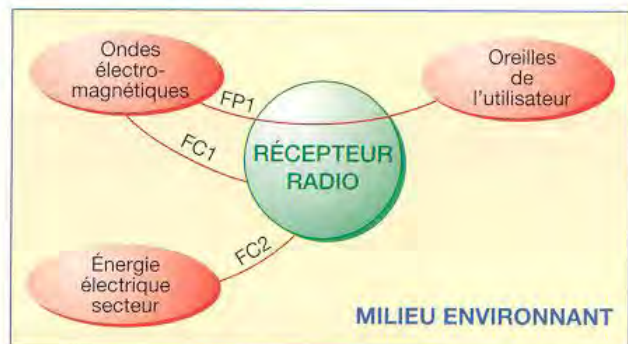 Ondes
électro-
magnétiques
Oreilles
de
l'utilisateur
FP1
FC1
RÉCEPTEUR
RADIO
FC2
Énergie
électrique
secteur
MILIEU ENVIRONNANT